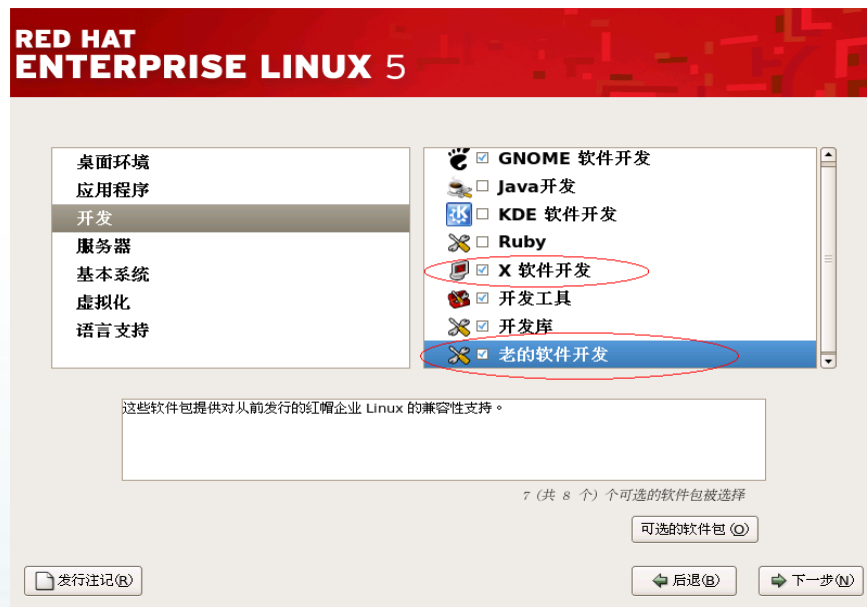 RED HAT
ENTERPRISE LINUX 5
桌面环境
应用程序
开发
服务器
基本系统
虚拟化
语言支持
GNOME 软件开发
Java开发
KDE 软件开发
Ruby
X 软件开发
开发工具
开发库
老的软件开发
这些软件包提供对从前发行的红帽企业 Linux 的兼容性支持。
7 (共 8 个) 个可选的软件包被选择
可选的软件包 (O)
发行注记(R)
后退(B)
下一步(N)